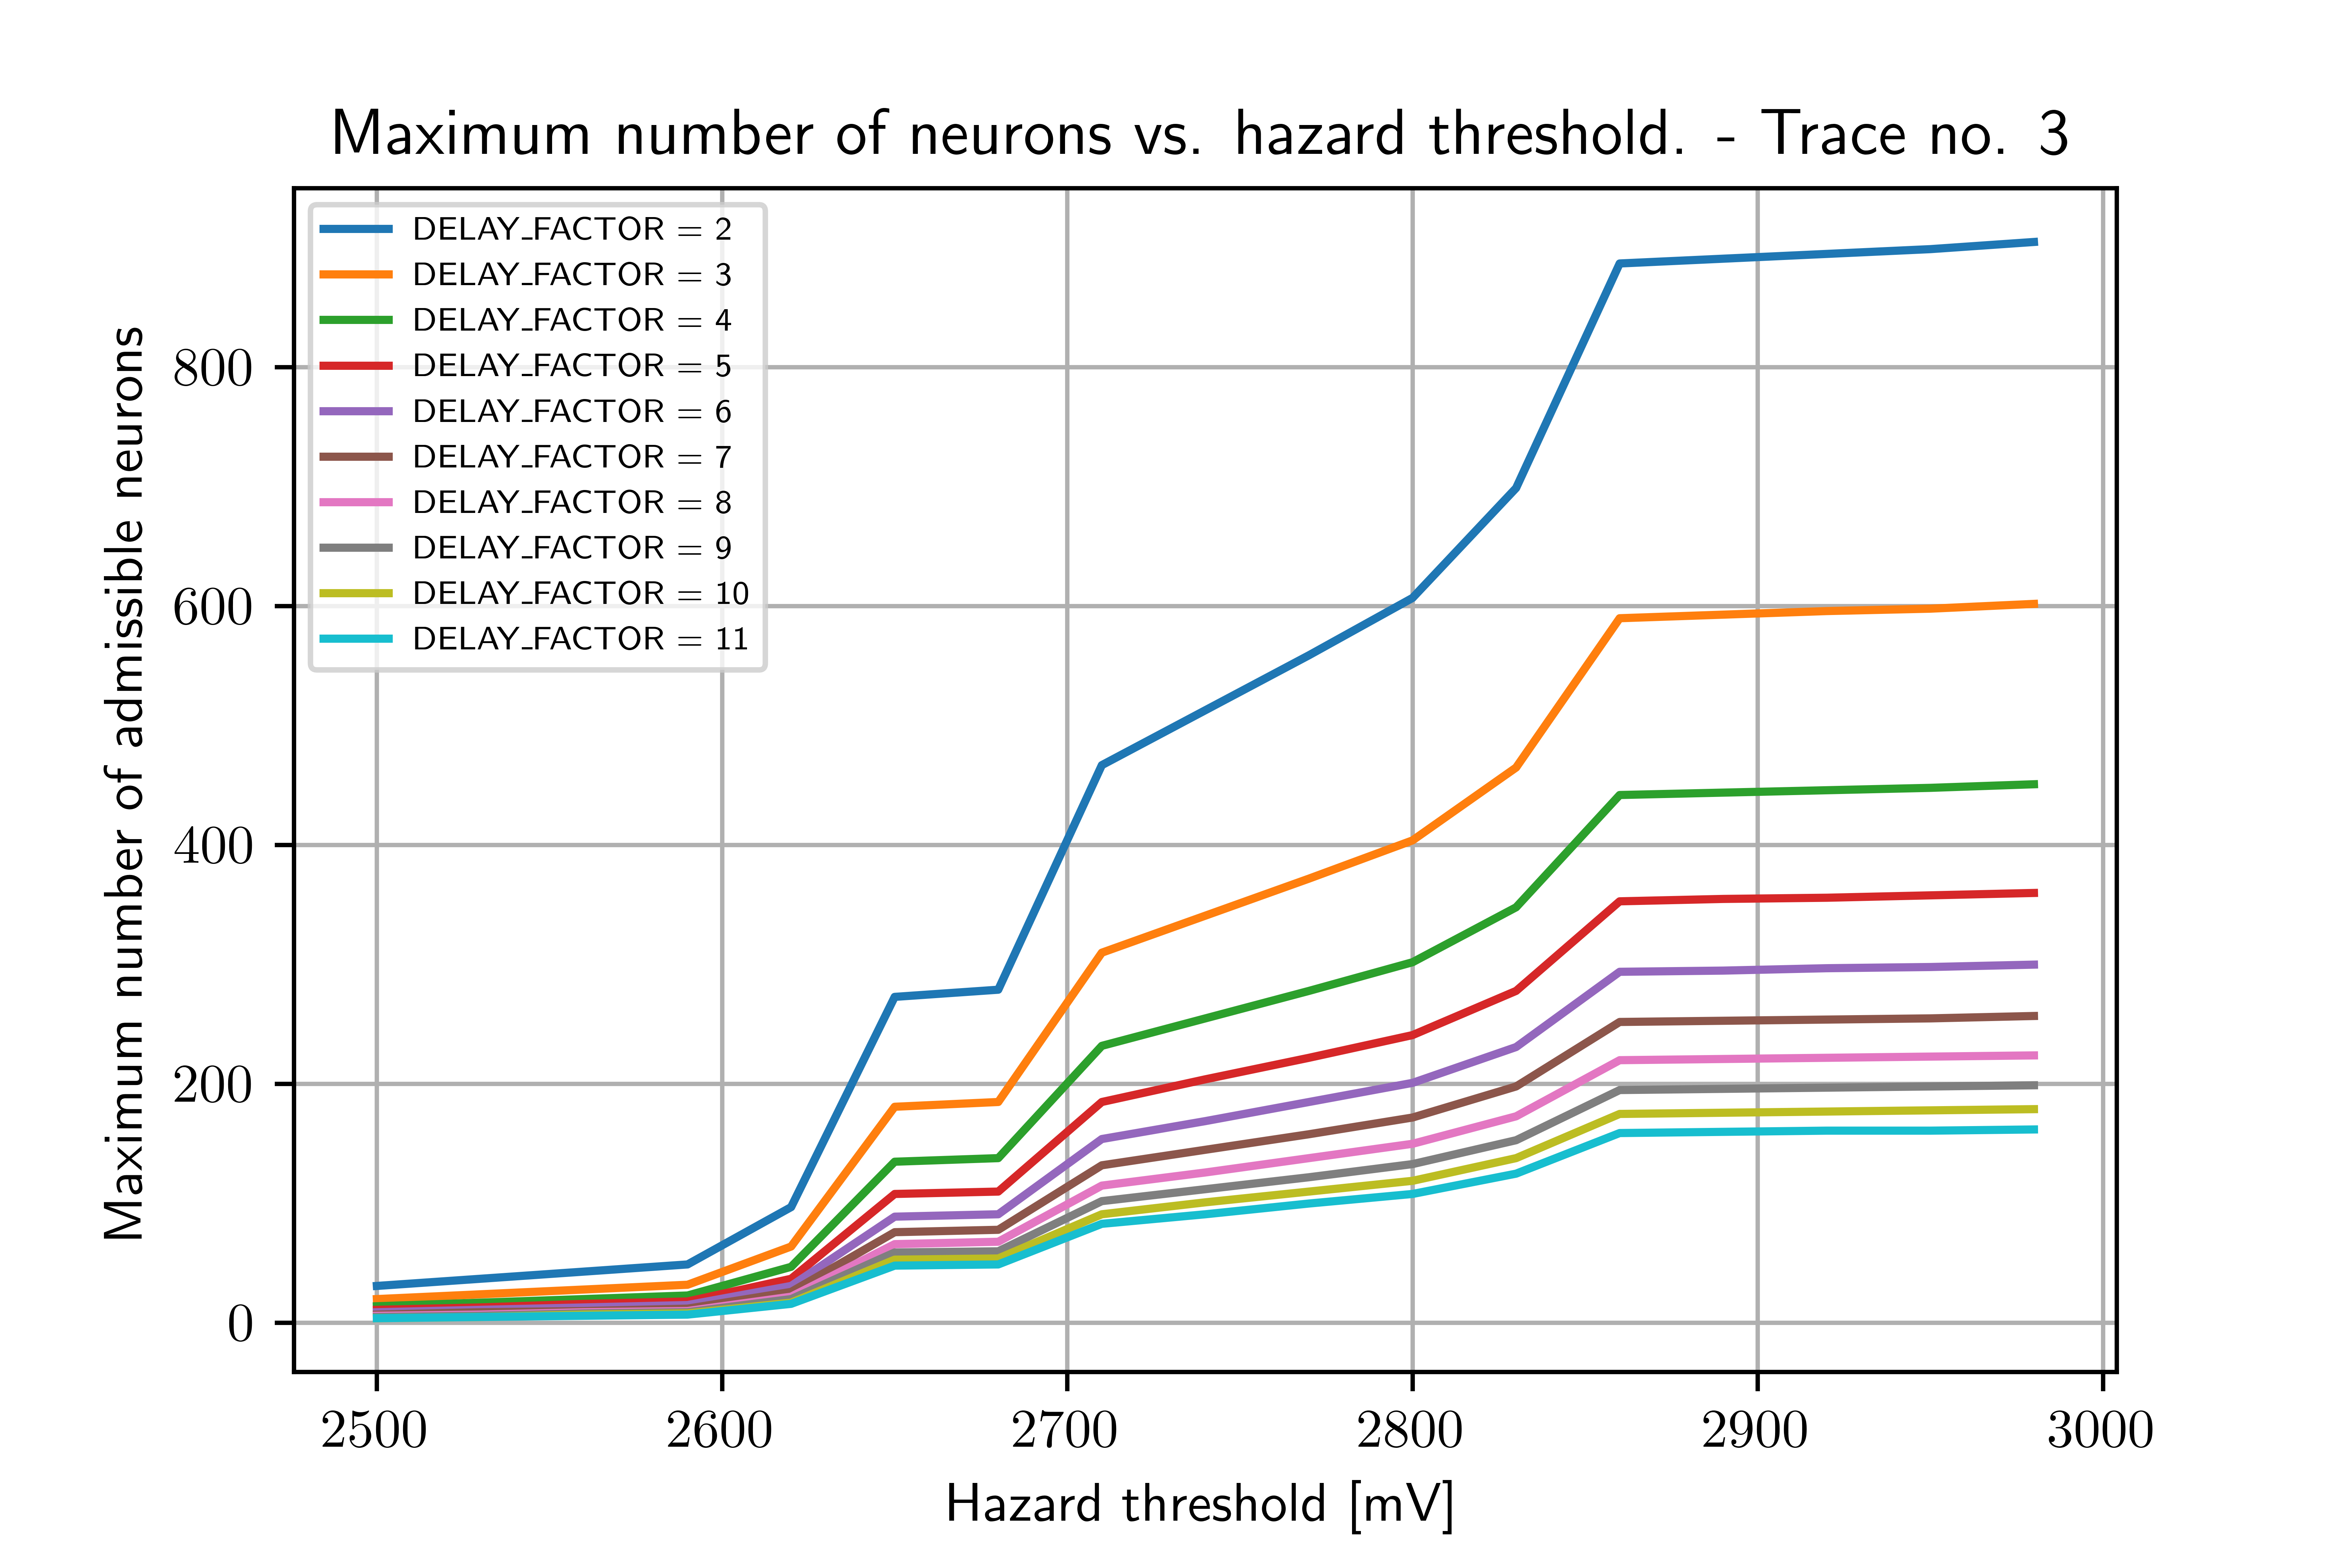 Maximum number of neurons vs. hazard threshold. - Trace no. 3
DELAY_FACTOR = 2
DELAY_FACTOR = 3
DELAY_FACTOR = 4
DELAY_FACTOR = 5
DELAY_FACTOR = 6
DELAY_FACTOR = 7
DELAY_FACTOR = 8
DELAY_FACTOR = 9
DELAY_FACTOR = 10
DELAY_FACTOR = 11
Maximum number of admissible neurons
800
600
400
200
0
2500 2600 2700 2800 2900 3000
Hazard threshold [mV]